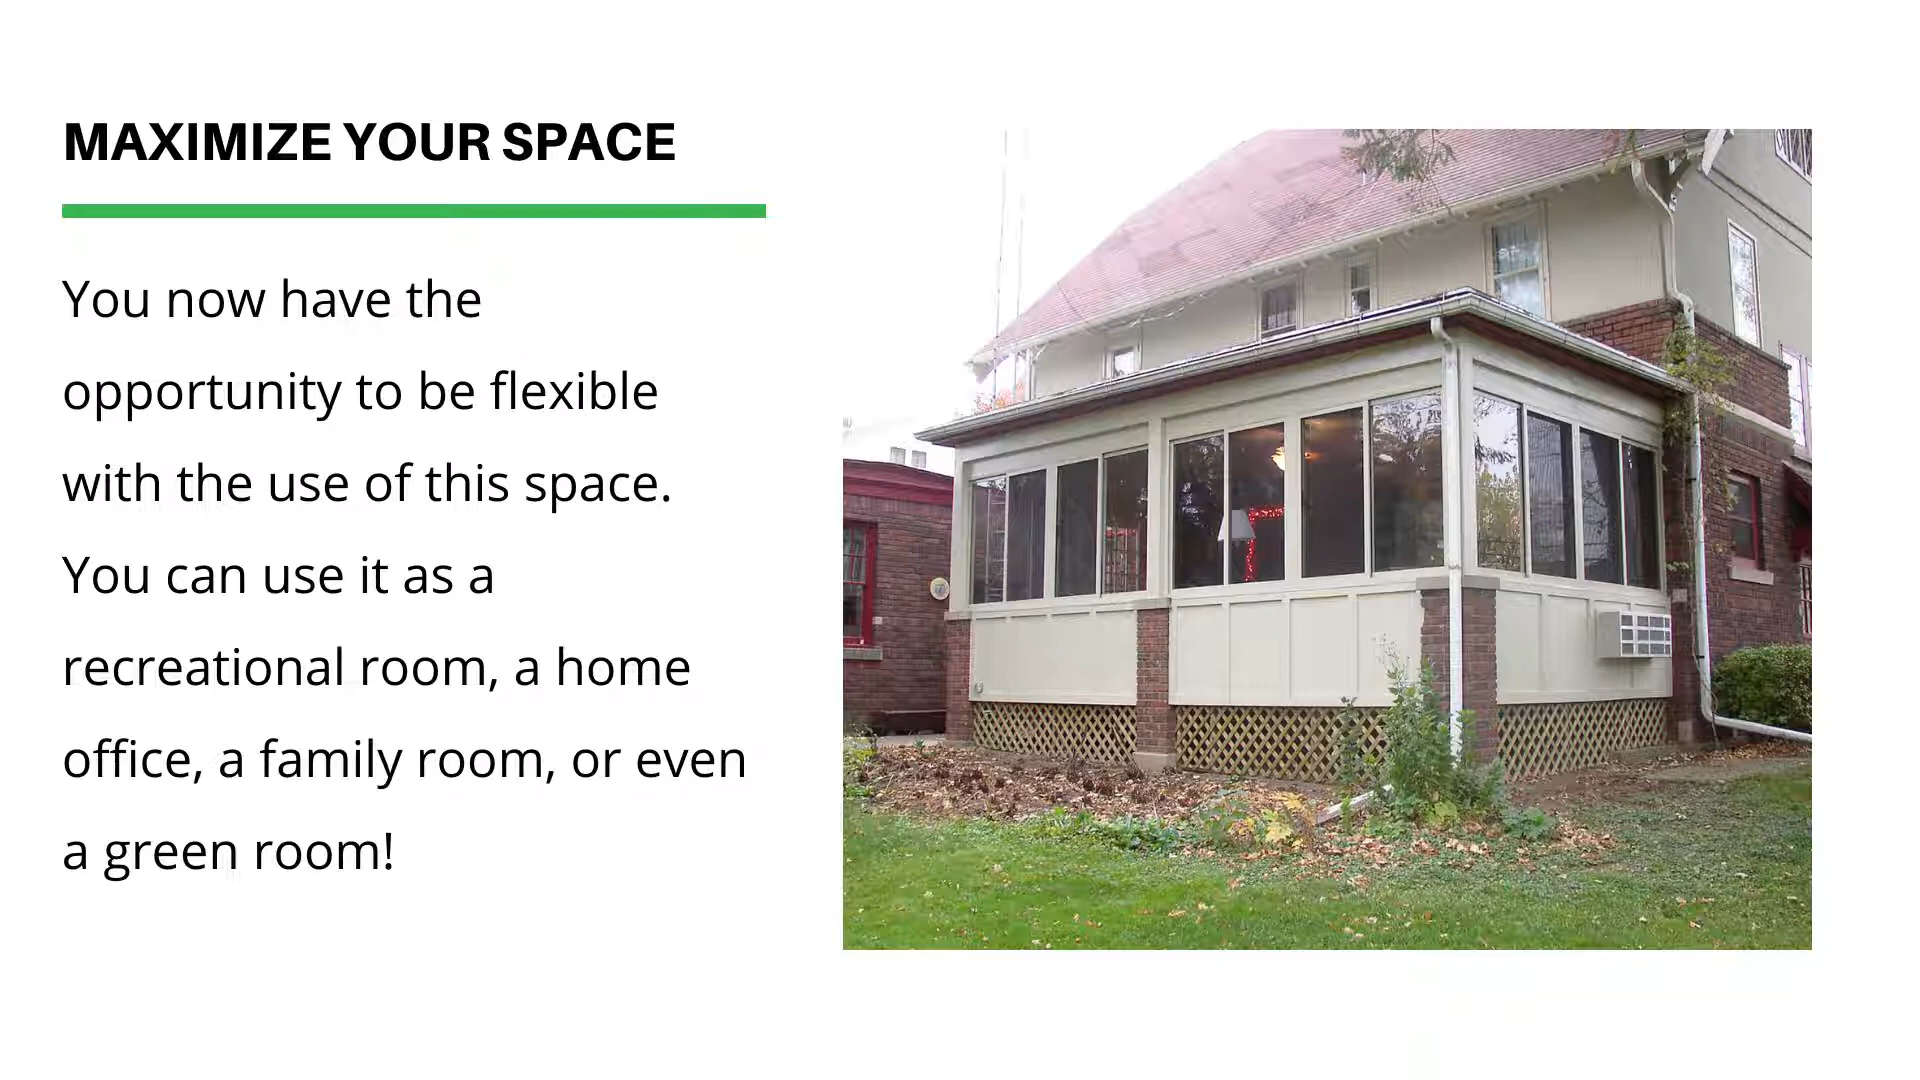 MAXIMIZE YOUR SPACE
You now have the
opportunity to be flexible
with the use of this space.
You can use it as a
recreational room, a home
office, a family room, or even
a green room!